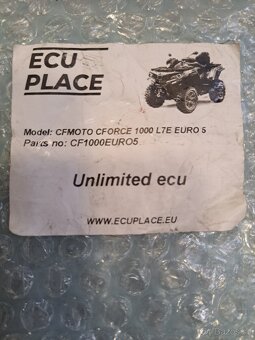 ECU
PLACE
Model: CFMOTO CFORCE 1000 L7E EURO 5
Parts no: CF1000EURO5
Unlimited ecu
WWW.ECUPLACE.EU